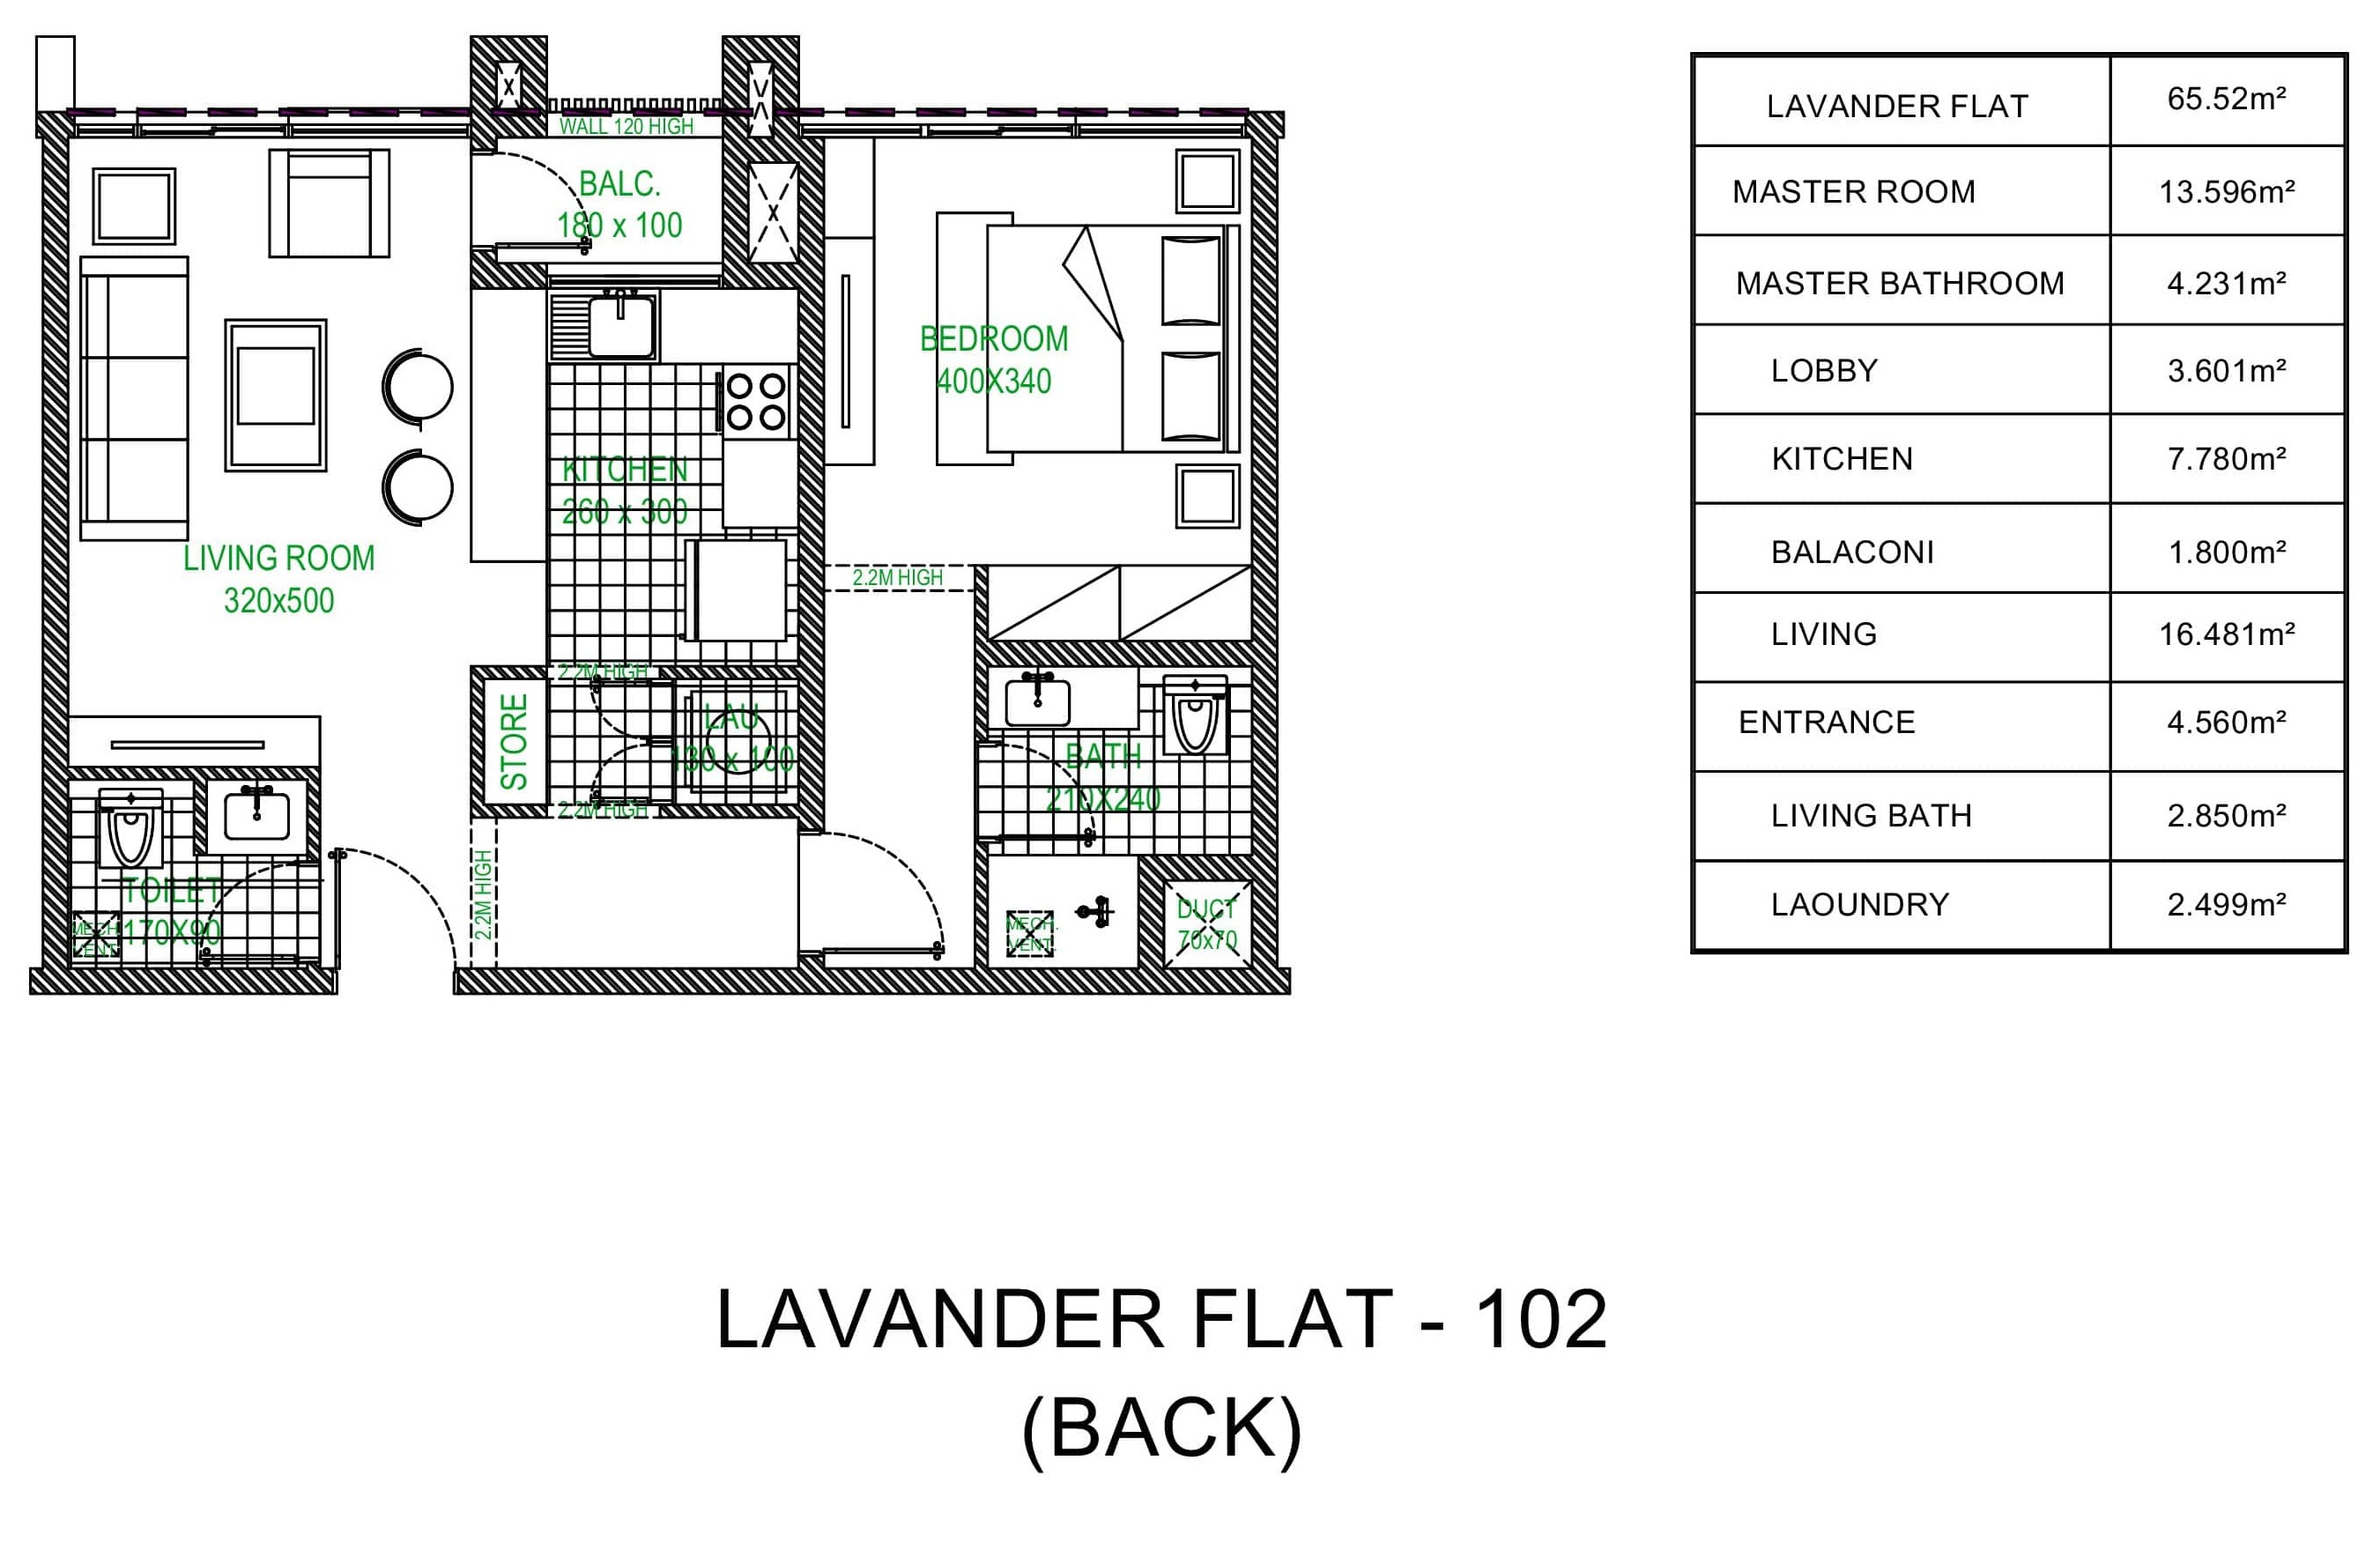 WALL 120 HIGH
BALC.
180 x 100
BEDROOM
400X340
KITCHEN
260 x 300
LIVING ROOM
320x500
2.2M HIGH
2.2M HIGH
STORE
LAU
130 x 100
2.2M HIGH
BATH
210X240
2.2M HIGH
TOILET
170X90
MECH.
VENT.
MECH.
VENT.
DUCT
70x70
LAVANDER FLAT 65.52m²
MASTER ROOM 13.596m²
MASTER BATHROOM 4.231m²
LOBBY 3.601m²
KITCHEN 7.780m²
BALACONI 1.800m²
LIVING 16.481m²
ENTRANCE 4.560m²
LIVING BATH 2.850m²
LAOUNDRY 2.499m²
LAVANDER FLAT - 102
(BACK)